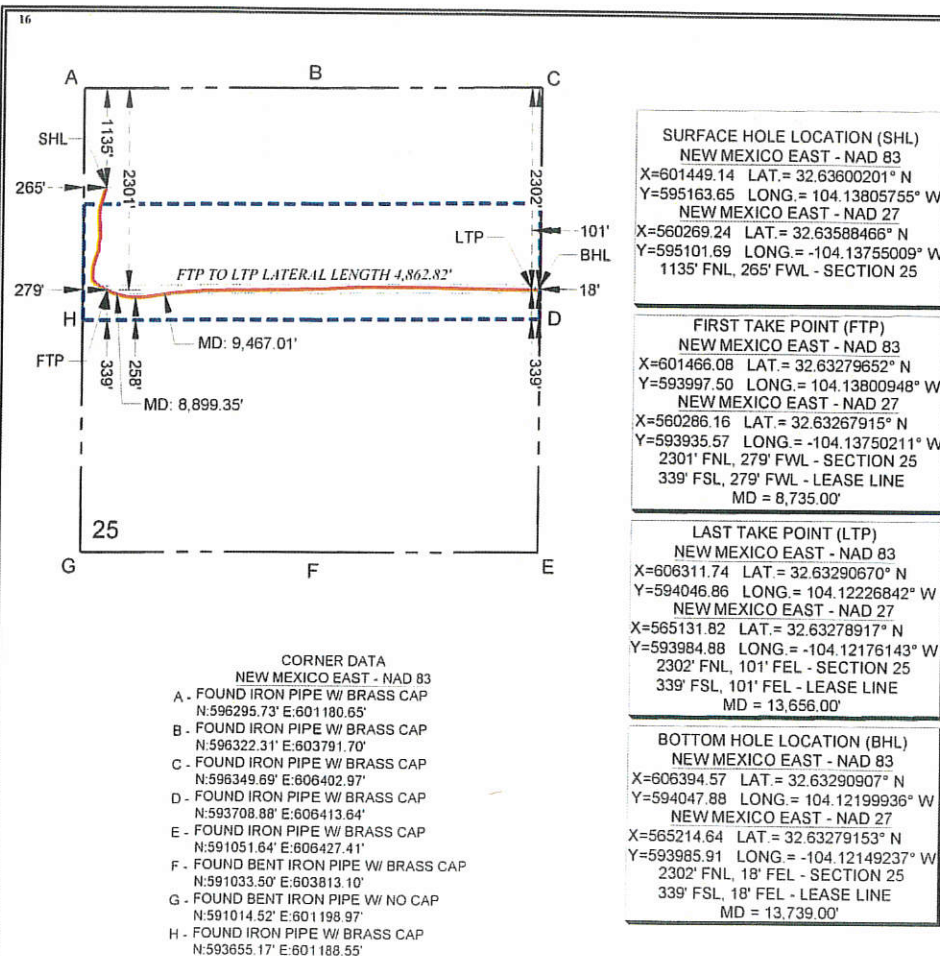 16
A
B
C
SHL
1135'
265'
2301'
2302'
LTP
101'
BHL
FTP TO LTP LATERAL LENGTH 4,862.82'
279'
18'
H
D
FTP
MD: 9,467.01'
339'
258'
339'
MD: 8,899.35'
25
G
F
E
SURFACE HOLE LOCATION (SHL)
NEW MEXICO EAST - NAD 83
X=601449.14 LAT.= 32.63600201° N
Y=595163.65 LONG.= 104.13805755° W
NEW MEXICO EAST - NAD 27
X=560269.24 LAT.= 32.63588466° N
Y=595101.69 LONG.= -104.13755009° W
1135' FNL, 265' FWL - SECTION 25
FIRST TAKE POINT (FTP)
NEW MEXICO EAST - NAD 83
X=601466.08 LAT.= 32.63279652° N
Y=593997.50 LONG.= 104.13800948° W
NEW MEXICO EAST - NAD 27
X=560286.16 LAT.= 32.63267915° N
Y=593935.57 LONG.= -104.13750211° W
2301' FNL, 279' FWL - SECTION 25
339' FSL, 279' FWL - LEASE LINE
MD = 8,735.00'
LAST TAKE POINT (LTP)
NEW MEXICO EAST - NAD 83
X=606311.74 LAT.= 32.63290670° N
Y=594046.86 LONG.= 104.12226842° W
NEW MEXICO EAST - NAD 27
X=565131.82 LAT.= 32.63278917° N
Y=593984.88 LONG.= -104.12176143° W
2302' FNL, 101' FEL - SECTION 25
339' FSL, 101' FEL - LEASE LINE
MD = 13,656.00'
BOTTOM HOLE LOCATION (BHL)
NEW MEXICO EAST - NAD 83
X=606394.57 LAT.= 32.63290907° N
Y=594047.88 LONG.= 104.12199936° W
NEW MEXICO EAST - NAD 27
X=565214.64 LAT.= 32.63279153° N
Y=593985.91 LONG.= -104.12149237° W
2302' FNL, 18' FEL - SECTION 25
339' FSL, 18' FEL - LEASE LINE
MD = 13,739.00'
CORNER DATA
NEW MEXICO EAST - NAD 83
A - FOUND IRON PIPE W/ BRASS CAP
N:596295.73' E:601180.65'
B - FOUND IRON PIPE W/ BRASS CAP
N:596322.31' E:603791.70'
C - FOUND IRON PIPE W/ BRASS CAP
N:596349.69' E:606402.97'
D - FOUND IRON PIPE W/ BRASS CAP
N:593708.88' E:606413.64'
E - FOUND IRON PIPE W/ BRASS CAP
N:591051.64' E:606427.41'
F - FOUND BENT IRON PIPE W/ BRASS CAP
N:591033.50' E:603813.10'
G - FOUND BENT IRON PIPE W/ NO CAP
N:591014.52' E:601198.97'
H - FOUND IRON PIPE W/ BRASS CAP
N:593655.17' E:601188.55'